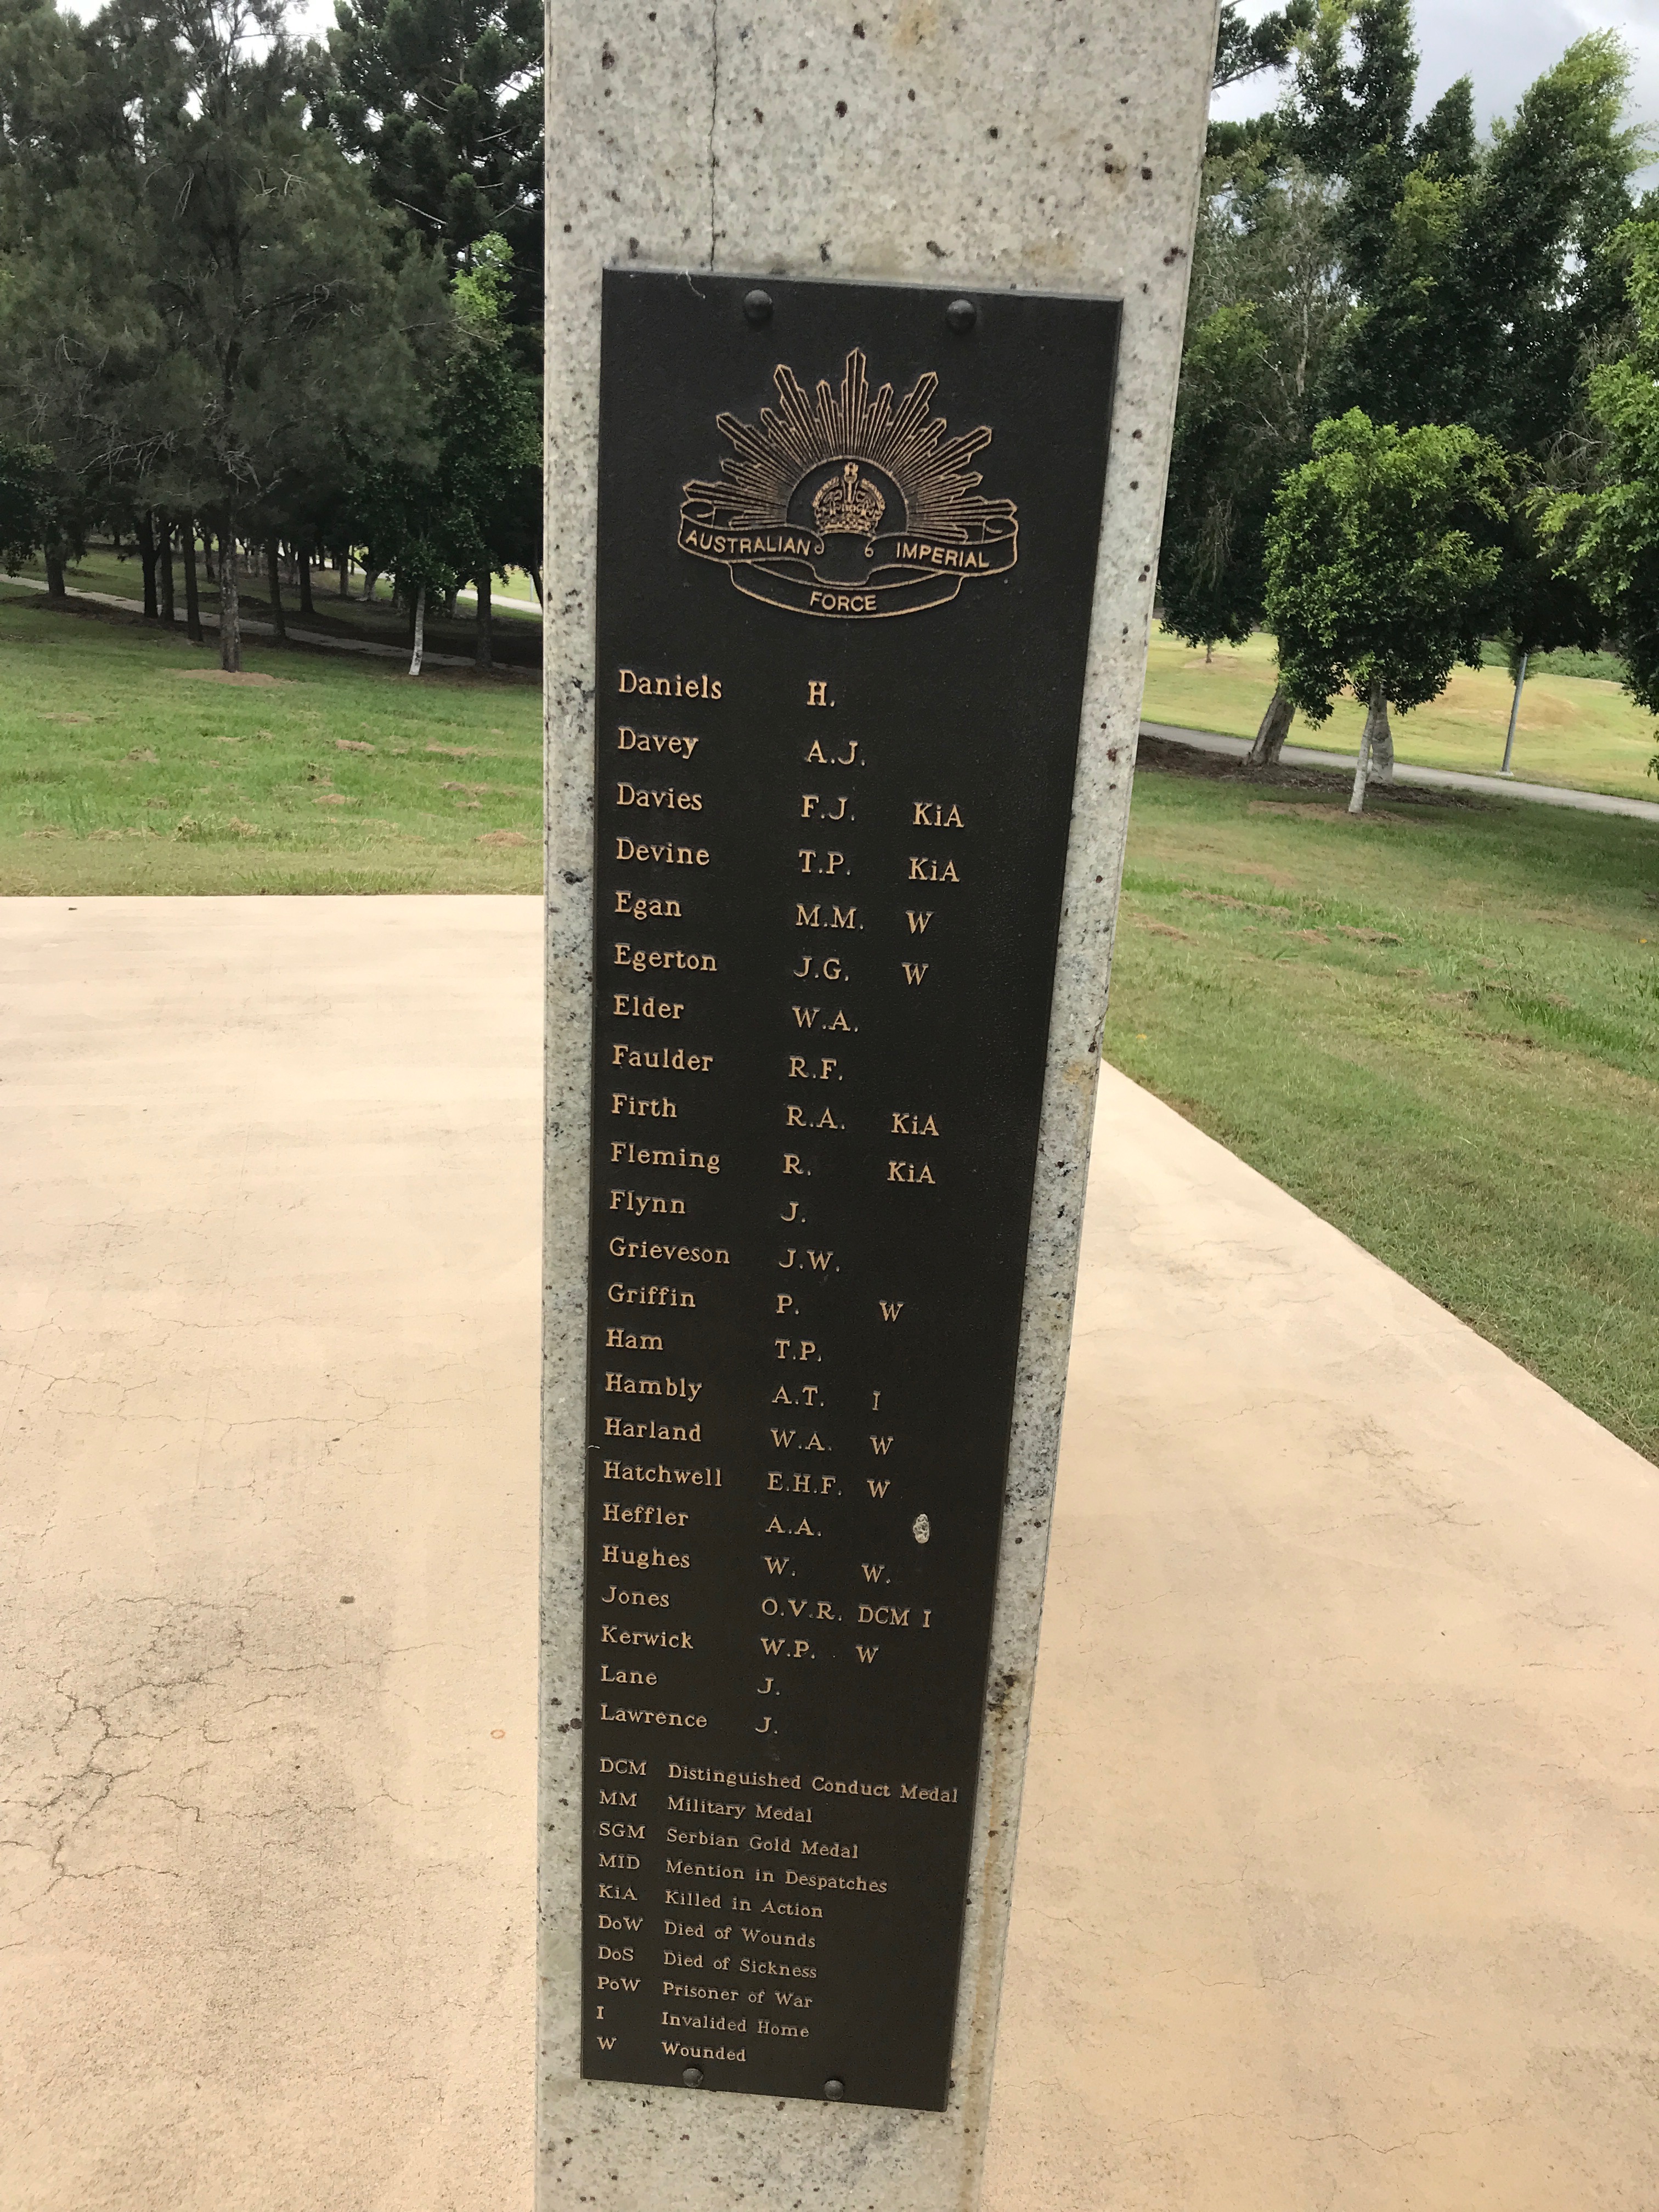 AUSTRALIAN IMPERIAL
FORCE
Daniels H.
Davey A.J.
Davies F.J. KiA
Devine T.P. KiA
Egan M.M. W
Egerton J.G. W
Elder W.A.
Faulder R.F.
Firth R.A. KiA
Fleming R. KiA
Flynn J.
Grieveson J.W.
Griffin P. W
Ham T.P.
Hambly A.T. I
Harland W.A. W
Hatchwell E.H.F. W
Heffler A.A.
Hughes W. W.
Jones O.V.R. DCM I
Kerwick W.P. W
Lane J.
Lawrence J.
DCM Distinguished Conduct Medal
MM Military Medal
SGM Serbian Gold Medal
MID Mention in Despatches
KiA Killed in Action
DoW Died of Wounds
DoS Died of Sickness
PoW Prisoner of War
I Invalided Home
W Wounded